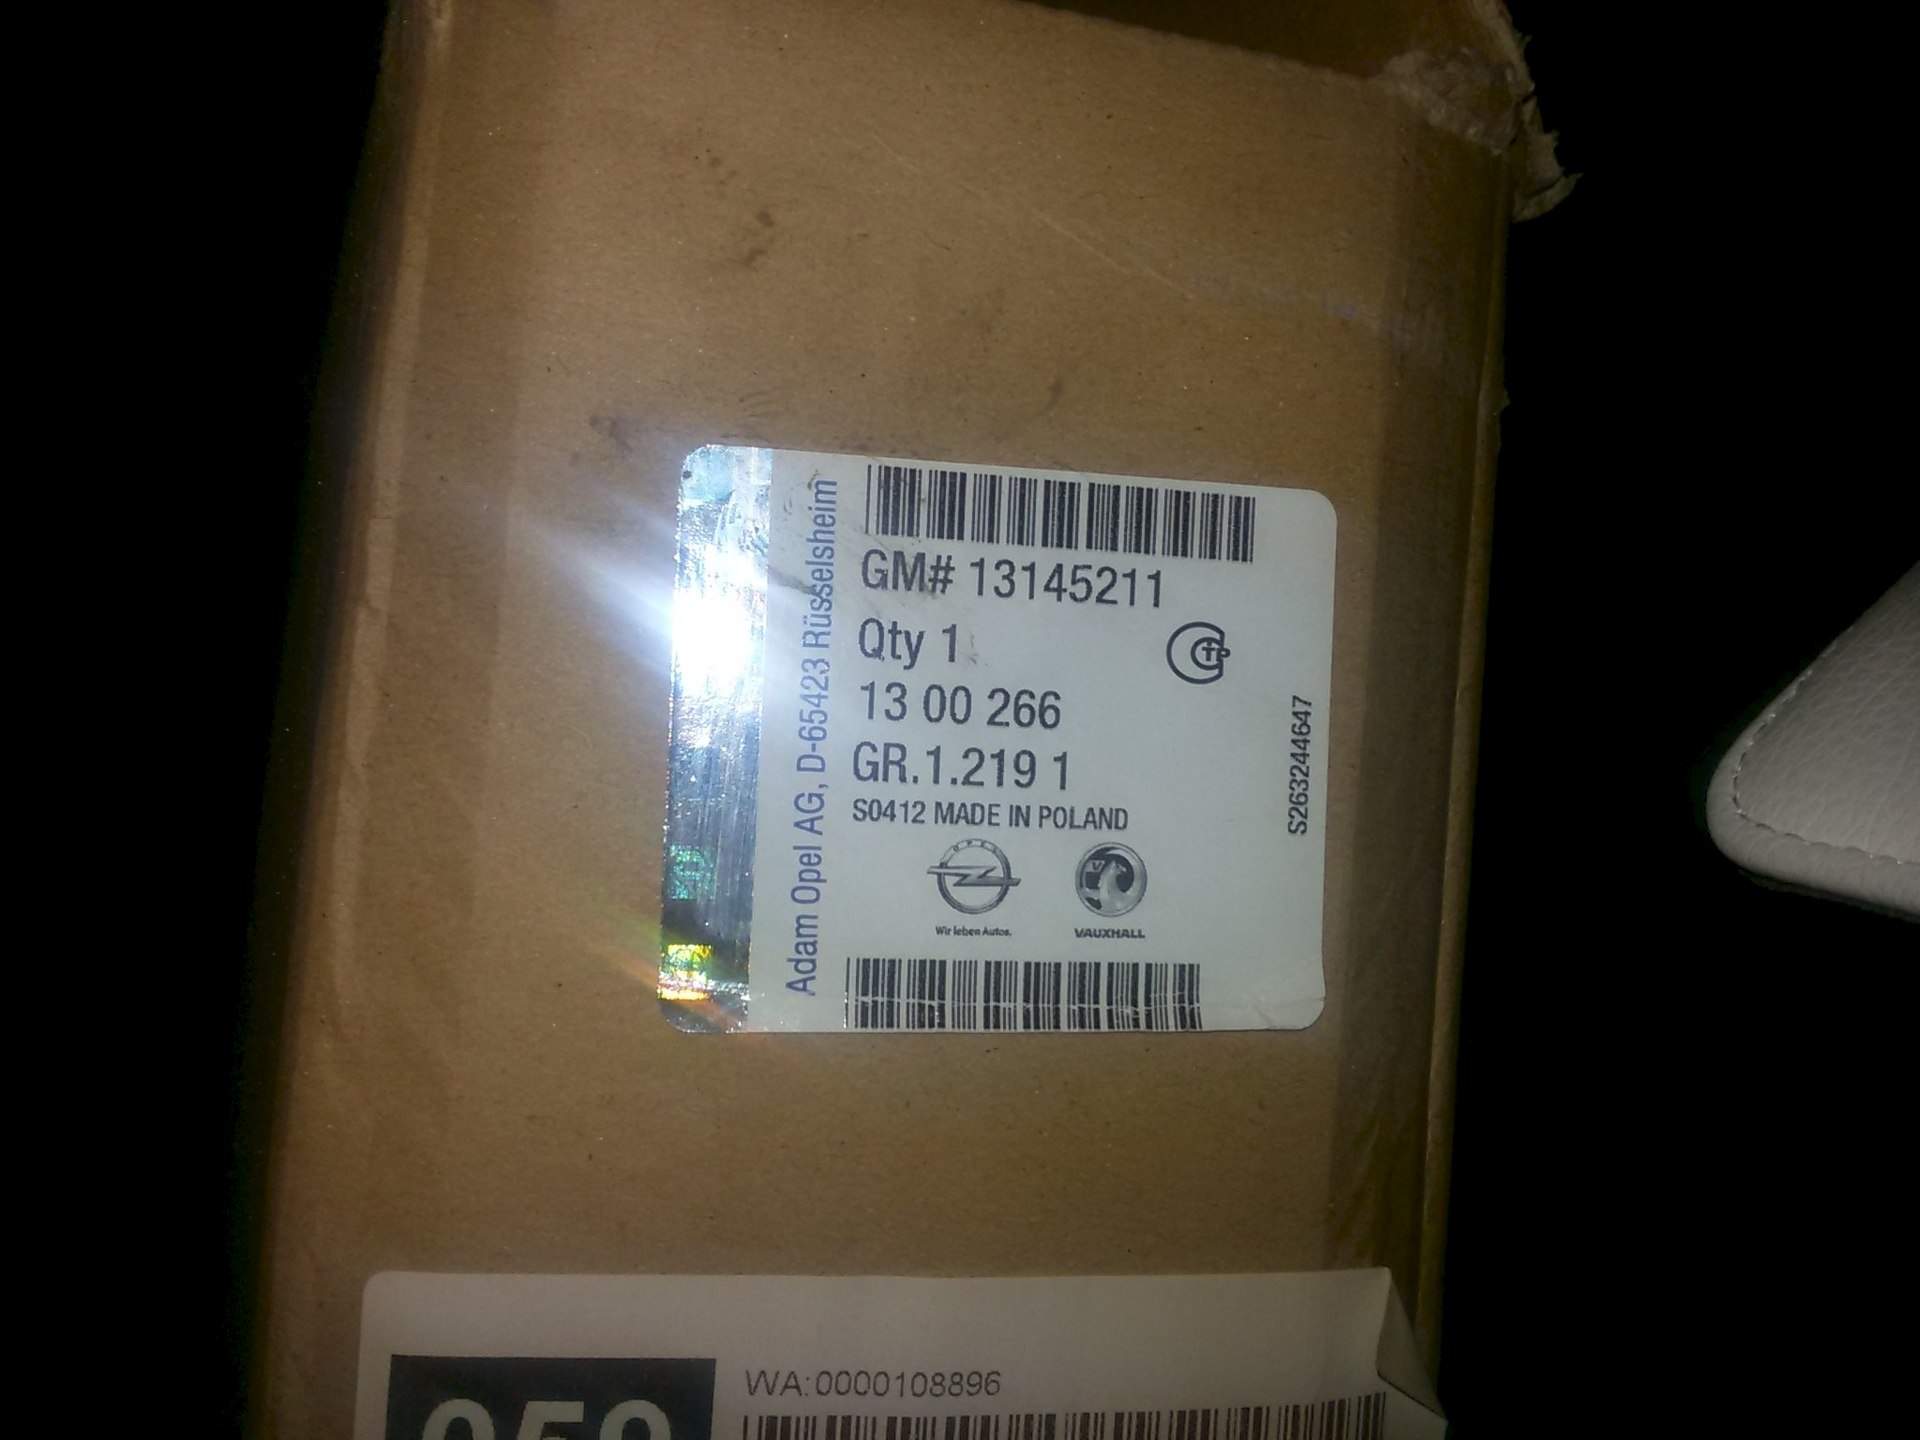 Adam Opel AG, D-65423 Rüsselsheim
GM# 13145211
Qty 1
13 00 266
GR.1.219 1
S0412 MADE IN POLAND
S263244647
OPEL
Wir leben Autos.
V
VAUXHALL
WA:0000108896